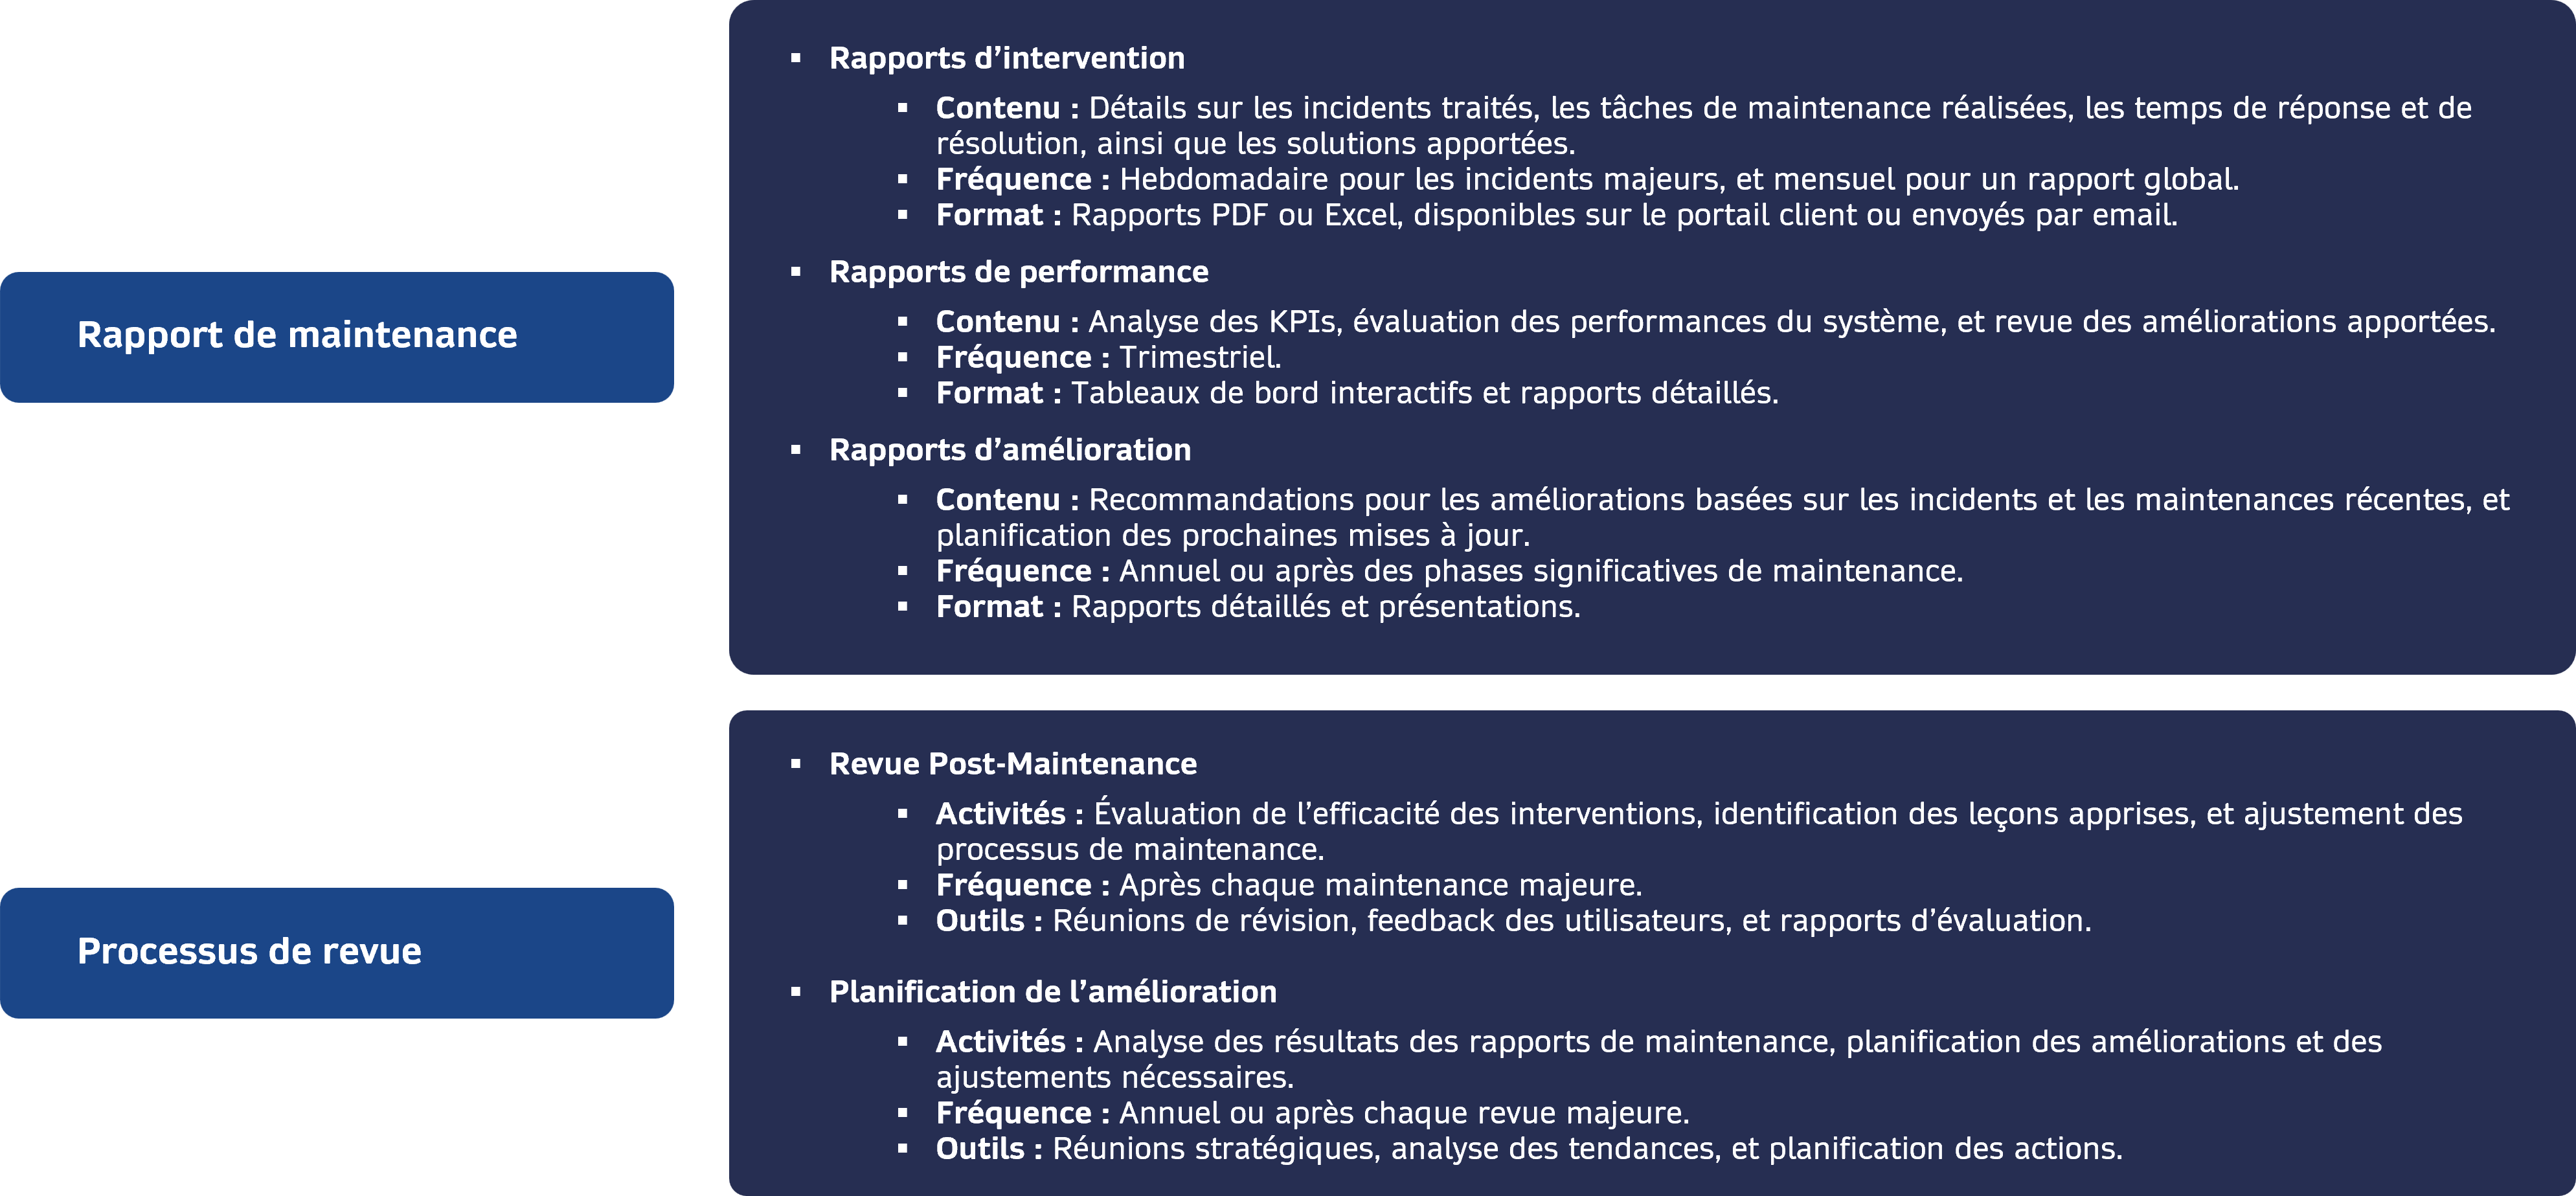 Rapport de maintenance
▪ Rapports d’intervention
▪ Contenu : Détails sur les incidents traités, les tâches de maintenance réalisées, les temps de réponse et de
résolution, ainsi que les solutions apportées.
▪ Fréquence : Hebdomadaire pour les incidents majeurs, et mensuel pour un rapport global.
▪ Format : Rapports PDF ou Excel, disponibles sur le portail client ou envoyés par email.
▪ Rapports de performance
▪ Contenu : Analyse des KPIs, évaluation des performances du système, et revue des améliorations apportées.
▪ Fréquence : Trimestriel.
▪ Format : Tableaux de bord interactifs et rapports détaillés.
▪ Rapports d’amélioration
▪ Contenu : Recommandations pour les améliorations basées sur les incidents et les maintenances récentes, et
planification des prochaines mises à jour.
▪ Fréquence : Annuel ou après des phases significatives de maintenance.
▪ Format : Rapports détaillés et présentations.
Processus de revue
▪ Revue Post-Maintenance
▪ Activités : Évaluation de l’efficacité des interventions, identification des leçons apprises, et ajustement des
processus de maintenance.
▪ Fréquence : Après chaque maintenance majeure.
▪ Outils : Réunions de révision, feedback des utilisateurs, et rapports d’évaluation.
▪ Planification de l’amélioration
▪ Activités : Analyse des résultats des rapports de maintenance, planification des améliorations et des
ajustements nécessaires.
▪ Fréquence : Annuel ou après chaque revue majeure.
▪ Outils : Réunions stratégiques, analyse des tendances, et planification des actions.